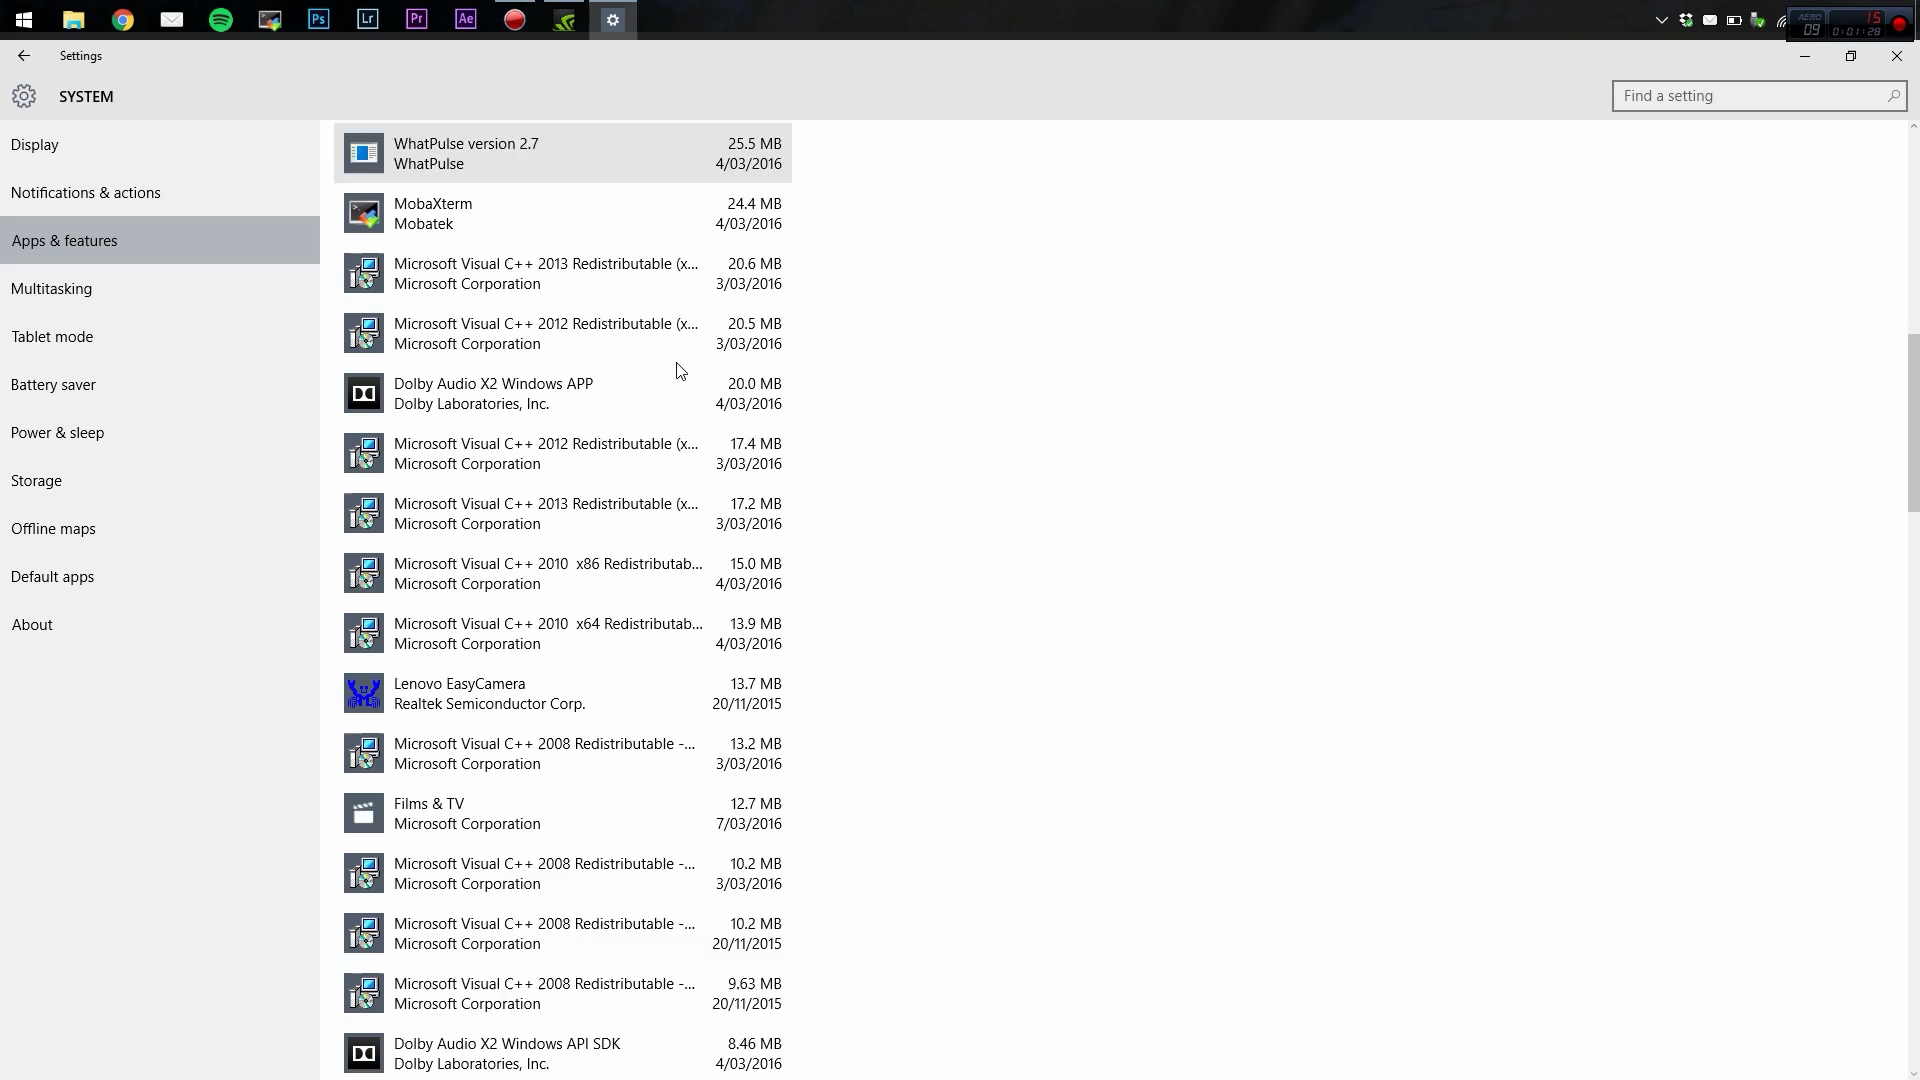 Ps
Lr
Pr
Ae
AERO
09
15
0:01:28
Settings
SYSTEM
Find a setting
Display
Notifications & actions
Apps & features
Multitasking
Tablet mode
Battery saver
Power & sleep
Storage
Offline maps
Default apps
About
WhatPulse version 2.7 25.5 MB
WhatPulse 4/03/2016
MobaXterm 24.4 MB
Mobatek 4/03/2016
Microsoft Visual C++ 2013 Redistributable (x... 20.6 MB
Microsoft Corporation 3/03/2016
Microsoft Visual C++ 2012 Redistributable (x... 20.5 MB
Microsoft Corporation 3/03/2016
Dolby Audio X2 Windows APP 20.0 MB
Dolby Laboratories, Inc. 4/03/2016
Microsoft Visual C++ 2012 Redistributable (x... 17.4 MB
Microsoft Corporation 3/03/2016
Microsoft Visual C++ 2013 Redistributable (x... 17.2 MB
Microsoft Corporation 3/03/2016
Microsoft Visual C++ 2010  x86 Redistributab... 15.0 MB
Microsoft Corporation 4/03/2016
Microsoft Visual C++ 2010  x64 Redistributab... 13.9 MB
Microsoft Corporation 4/03/2016
Lenovo EasyCamera 13.7 MB
Realtek Semiconductor Corp. 20/11/2015
Microsoft Visual C++ 2008 Redistributable -... 13.2 MB
Microsoft Corporation 3/03/2016
Films & TV 12.7 MB
Microsoft Corporation 7/03/2016
Microsoft Visual C++ 2008 Redistributable -... 10.2 MB
Microsoft Corporation 3/03/2016
Microsoft Visual C++ 2008 Redistributable -... 10.2 MB
Microsoft Corporation 20/11/2015
Microsoft Visual C++ 2008 Redistributable -... 9.63 MB
Microsoft Corporation 20/11/2015
Dolby Audio X2 Windows API SDK 8.46 MB
Dolby Laboratories, Inc. 4/03/2016